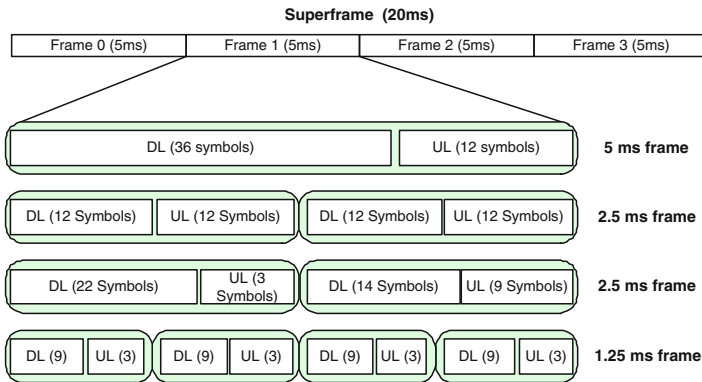 Superframe (20ms)
Frame 0 (5ms) Frame 1 (5ms) Frame 2 (5ms) Frame 3 (5ms)
DL (36 symbols) UL (12 symbols) 5 ms frame
DL (12 Symbols) UL (12 Symbols) DL (12 Symbols) UL (12 Symbols) 2.5 ms frame
DL (22 Symbols) UL (3 Symbols) DL (14 Symbols) UL (9 Symbols) 2.5 ms frame
DL (9) UL (3) DL (9) UL (3) DL (9) UL (3) DL (9) UL (3) 1.25 ms frame